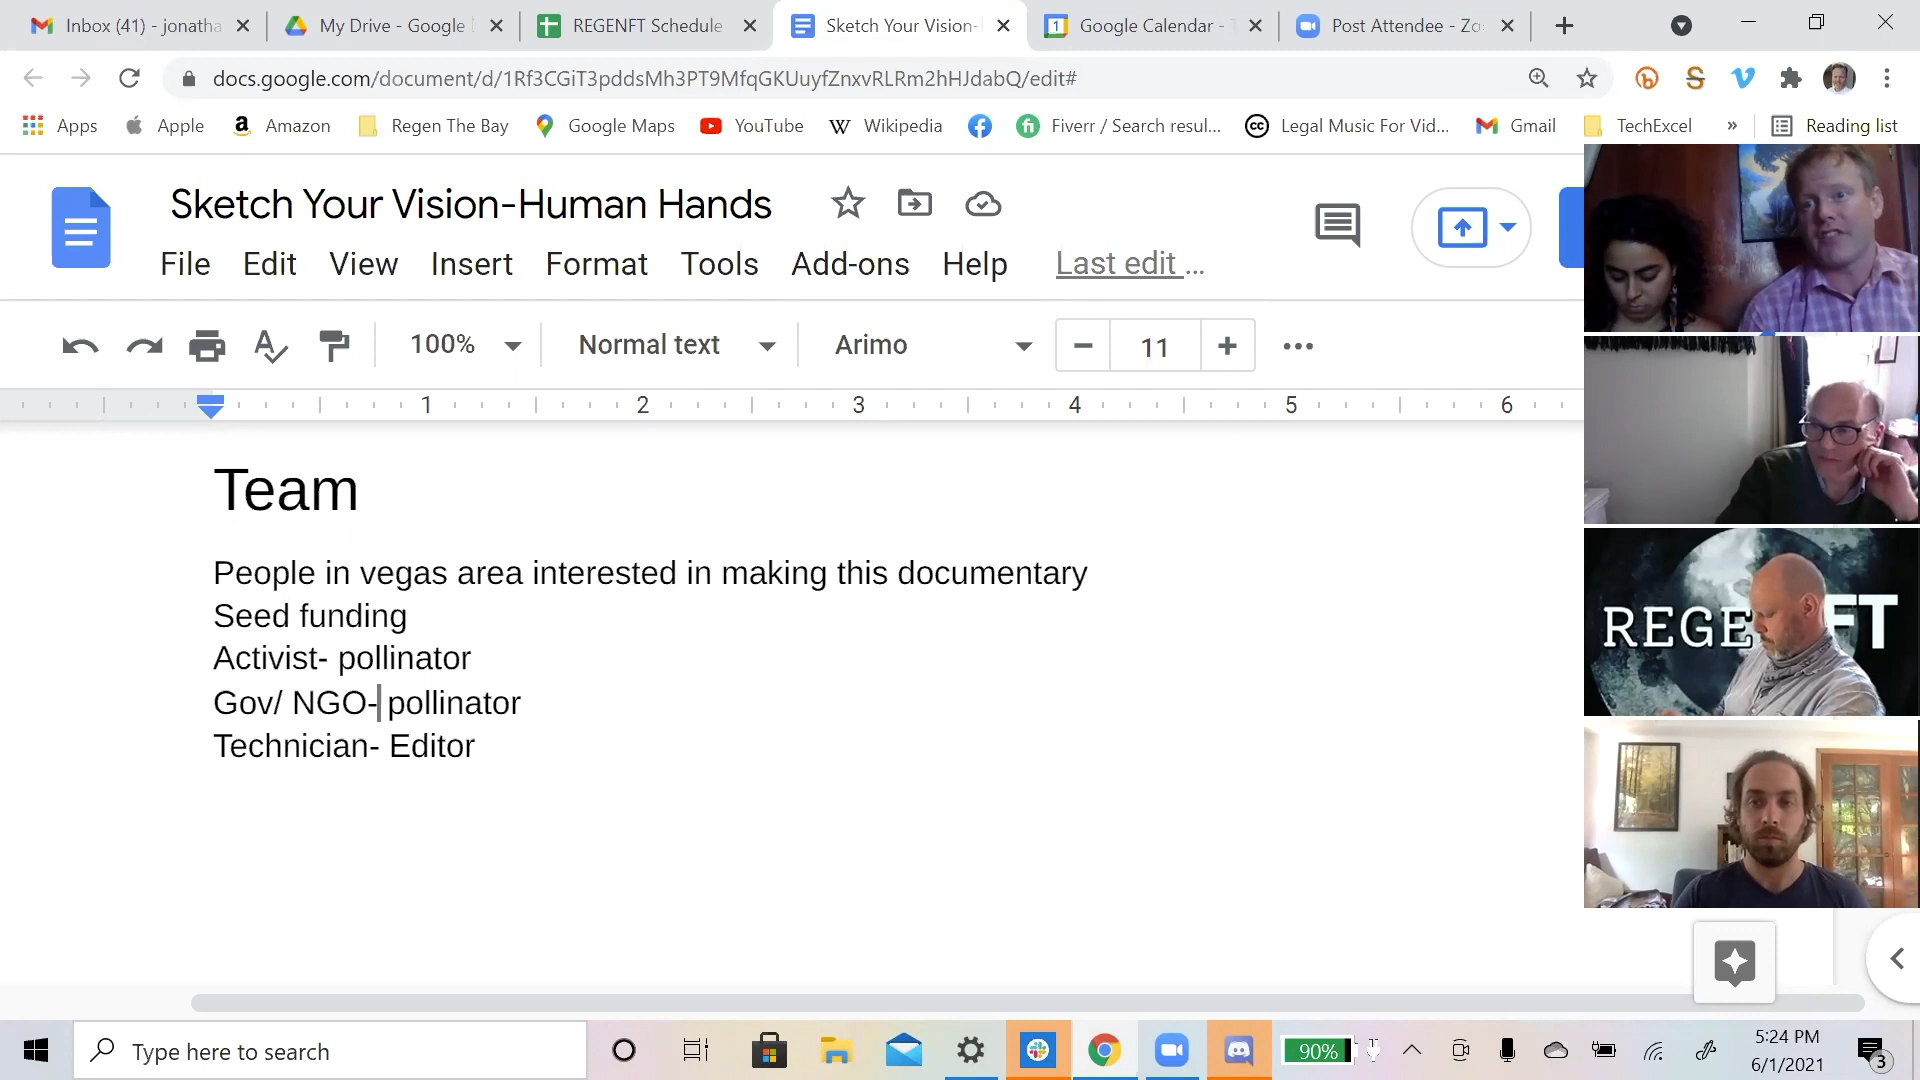 Inbox (41) - jonatha
My Drive - Google
REGENFT Schedule
Sketch Your Vision-
Google Calendar -
Post Attendee - Zo
docs.google.com/document/d/1Rf3CGiT3pddsMh3PT9MfqGKUuyfZnxvRLRm2hHJdabQ/edit#
Apps
Apple
Amazon
Regen The Bay
Google Maps
YouTube
Wikipedia
Fiverr / Search resul...
Legal Music For Vid...
Gmail
TechExcel
»
Reading list
Sketch Your Vision-Human Hands
File Edit View Insert Format Tools Add-ons Help Last edit ...
100% Normal text Arimo 11
1 2 3 4 5 6
Team
People in vegas area interested in making this documentary
Seed funding
Activist- pollinator
Gov/ NGO- pollinator
Technician- Editor
REGE FT
Type here to search
90%
5:24 PM
6/1/2021
3